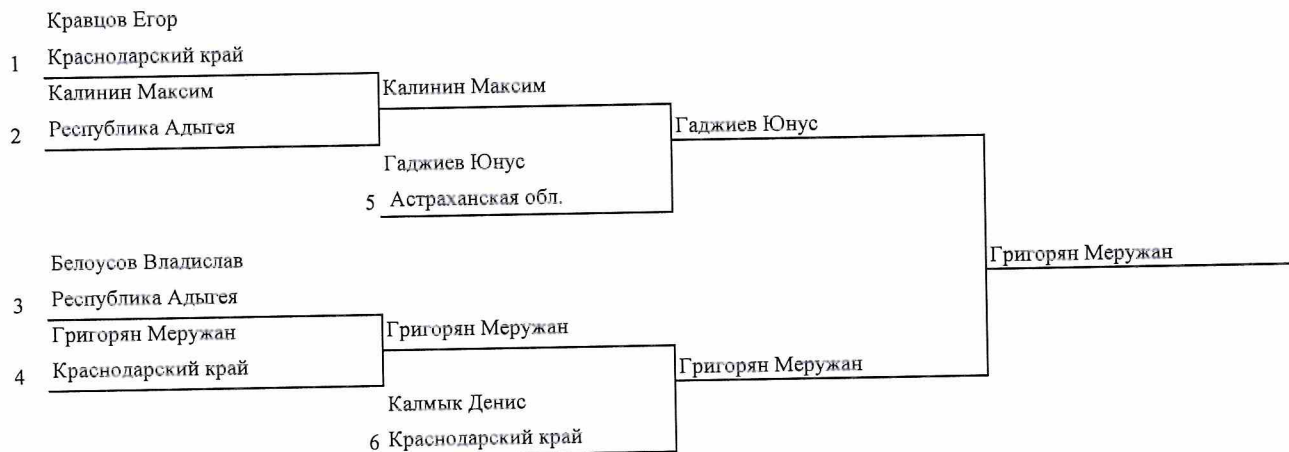 Кравцов Егор
1 Краснодарский край
Калинин Максим
2 Республика Адыгея
Калинин Максим
Гаджиев Юнус
5 Астраханская обл.
Гаджиев Юнус
Белоусов Владислав
3 Республика Адыгея
Григорян Меружан
4 Краснодарский край
Григорян Меружан
Калмык Денис
6 Краснодарский край
Григорян Меружан
Григорян Меружан